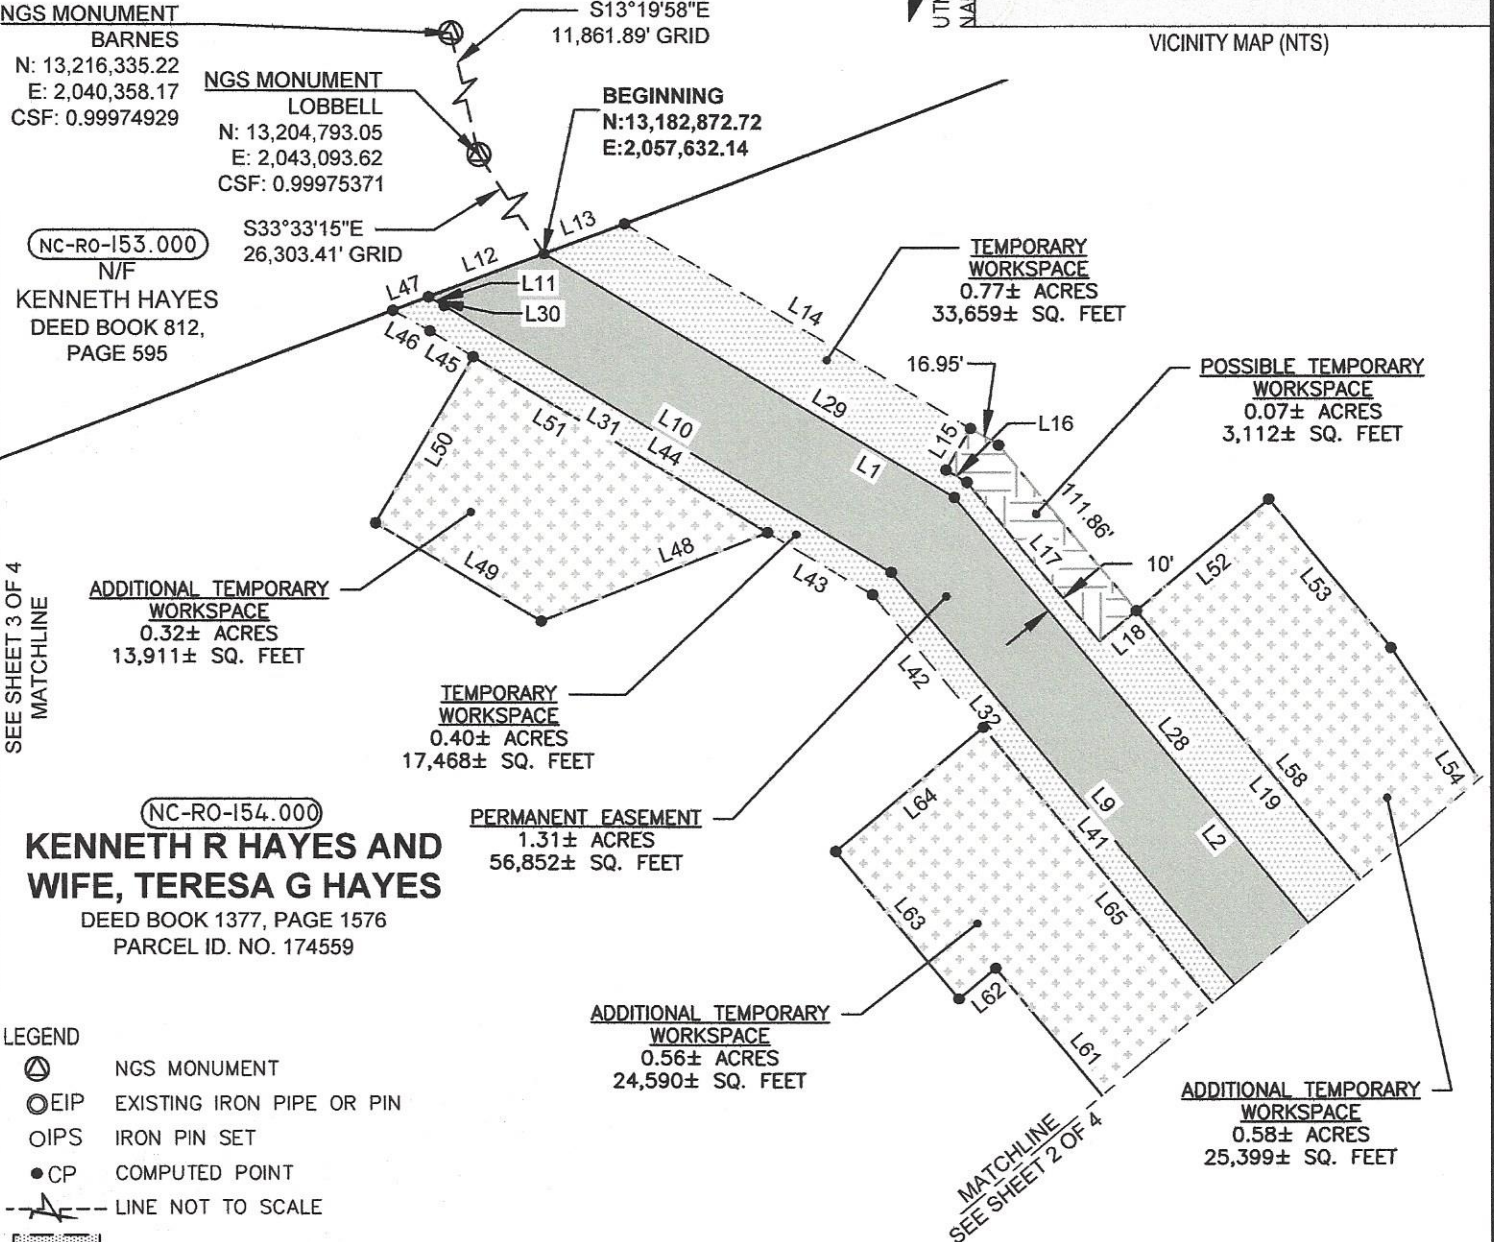 NGS MONUMENT
BARNES
N: 13,216,335.22
E: 2,040,358.17
CSF: 0.99974929
S13°19'58"E
11,861.89' GRID
NGS MONUMENT
LOBBELL
N: 13,204,793.05
E: 2,043,093.62
CSF: 0.99975371
BEGINNING
N:13,182,872.72
E:2,057,632.14
VICINITY MAP (NTS)
S33°33'15"E
26,303.41' GRID
NC-RO-153.000
N/F
KENNETH HAYES
DEED BOOK 812,
PAGE 595
L13
L12
L47
L11
L30
L46
L45
L14
TEMPORARY
WORKSPACE
0.77± ACRES
33,659± SQ. FEET
16.95'
POSSIBLE TEMPORARY
WORKSPACE
0.07± ACRES
3,112± SQ. FEET
L29
L15
L16
L50
L51
L31
L10
L44
L1
111.86'
L17
10'
L49
L48
L43
L52
L53
L18
SEE SHEET 3 OF 4
MATCHLINE
ADDITIONAL TEMPORARY
WORKSPACE
0.32± ACRES
13,911± SQ. FEET
L42
L32
TEMPORARY
WORKSPACE
0.40± ACRES
17,468± SQ. FEET
L28
L58
L19
L54
NC-RO-154.000
KENNETH R HAYES AND
WIFE, TERESA G HAYES
DEED BOOK 1377, PAGE 1576
PARCEL ID. NO. 174559
PERMANENT EASEMENT
1.31± ACRES
56,852± SQ. FEET
L64
L9
L41
L2
L63
L65
L62
L61
ADDITIONAL TEMPORARY
WORKSPACE
0.56± ACRES
24,590± SQ. FEET
ADDITIONAL TEMPORARY
WORKSPACE
0.58± ACRES
25,399± SQ. FEET
MATCHLINE
SEE SHEET 2 OF 4
LEGEND
NGS MONUMENT
EIP EXISTING IRON PIPE OR PIN
IPS IRON PIN SET
CP COMPUTED POINT
LINE NOT TO SCALE